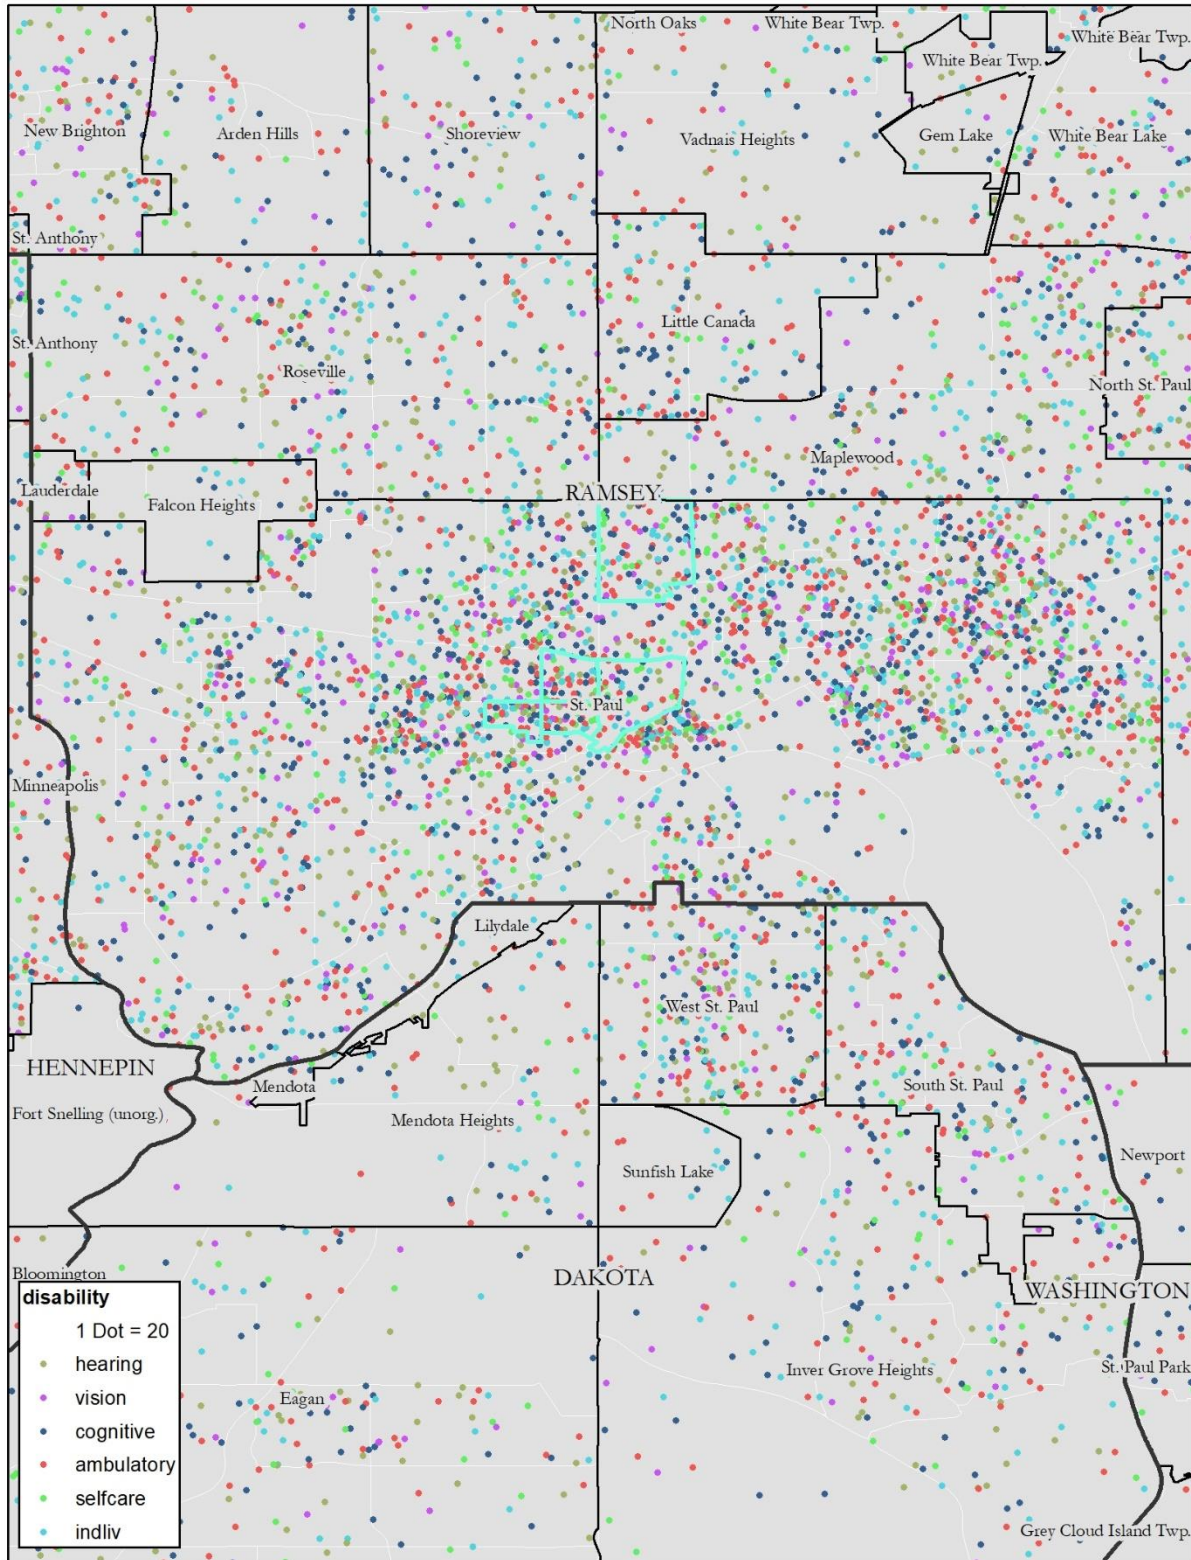 North Oaks
White Bear Twp.
White Bear Twp.
White Bear Twp.
New Brighton
Arden Hills
Shoreview
Vadnais Heights
Gem Lake
White Bear Lake
St. Anthony
Little Canada
St. Anthony
Roseville
North St. Paul
Maplewood
Lauderdale
Falcon Heights
RAMSEY
St. Paul
Minneapolis
Lilydale
West St. Paul
HENNEPIN
Mendota
South St. Paul
Fort Snelling (unorg.)
Mendota Heights
Newport
Sunfish Lake
Bloomington
DAKOTA
WASHINGTON
Inver Grove Heights
St. Paul Park
Eagan
Grey Cloud Island Twp.
disability
1 Dot = 20
hearing
vision
cognitive
ambulatory
selfcare
indliv